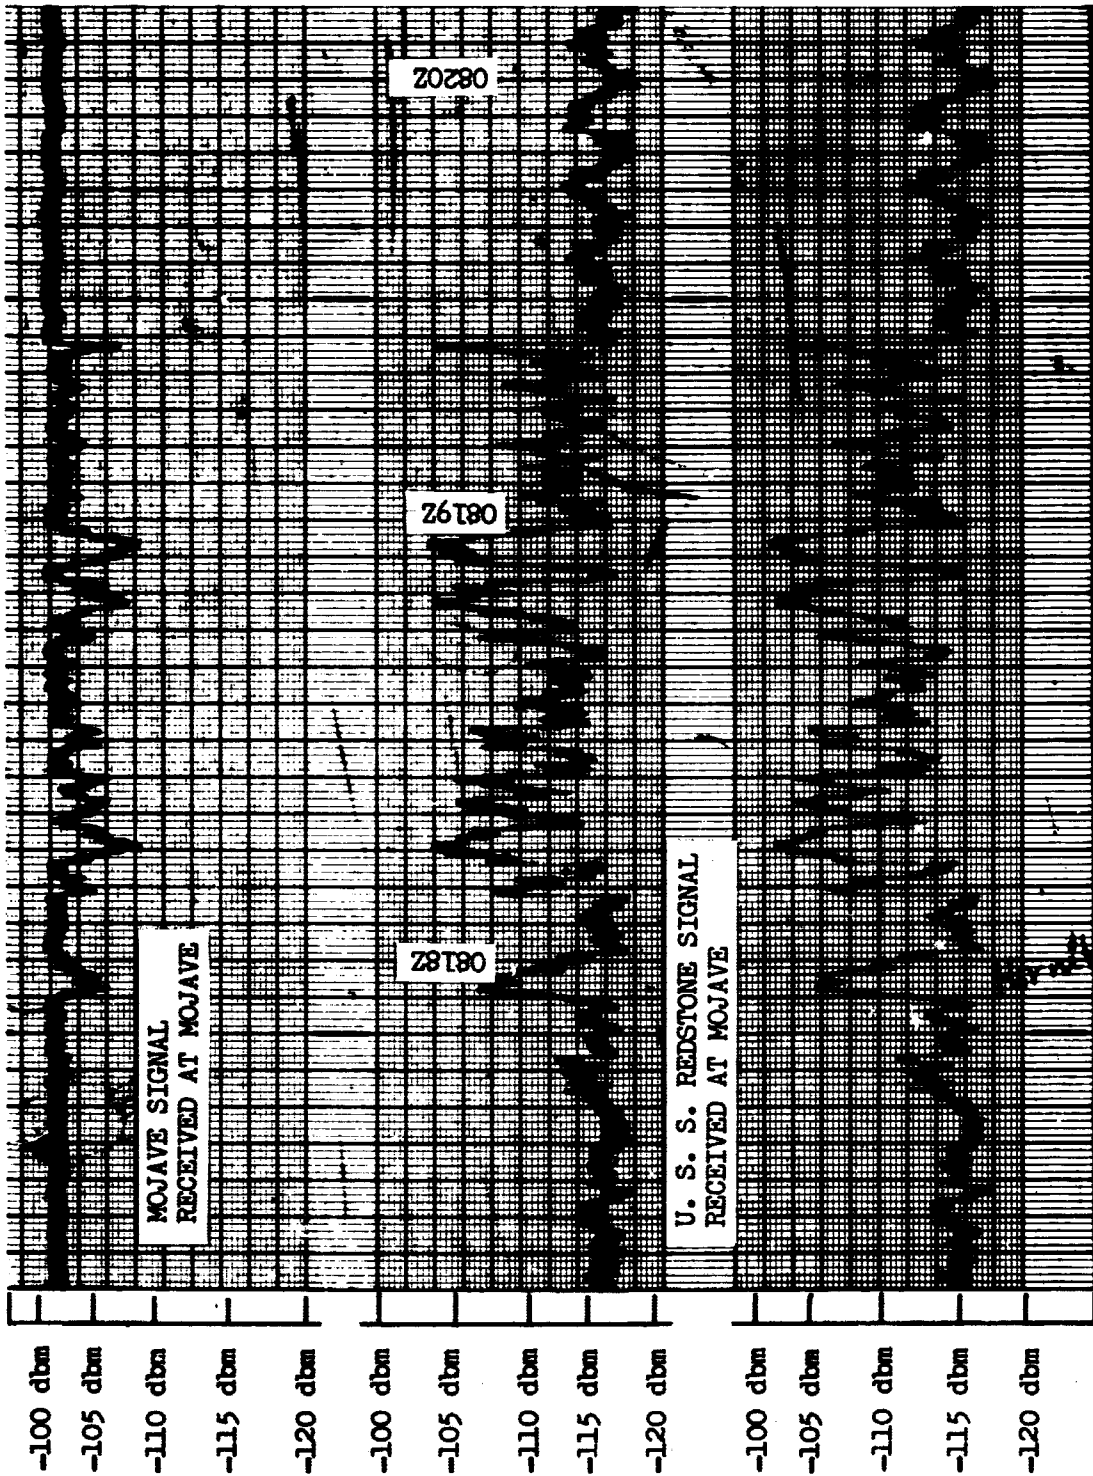 -100 dbm
-105 dbm
-110 dbm
-115 dbm
-120 dbm
MOJAVE SIGNAL
RECEIVED AT MOJAVE
-100 dbm
-105 dbm
-110 dbm
-115 dbm
-120 dbm
0818Z
0819Z
0820Z
U. S. S. REDSTONE SIGNAL
RECEIVED AT MOJAVE
-100 dbm
-105 dbm
-110 dbm
-115 dbm
-120 dbm